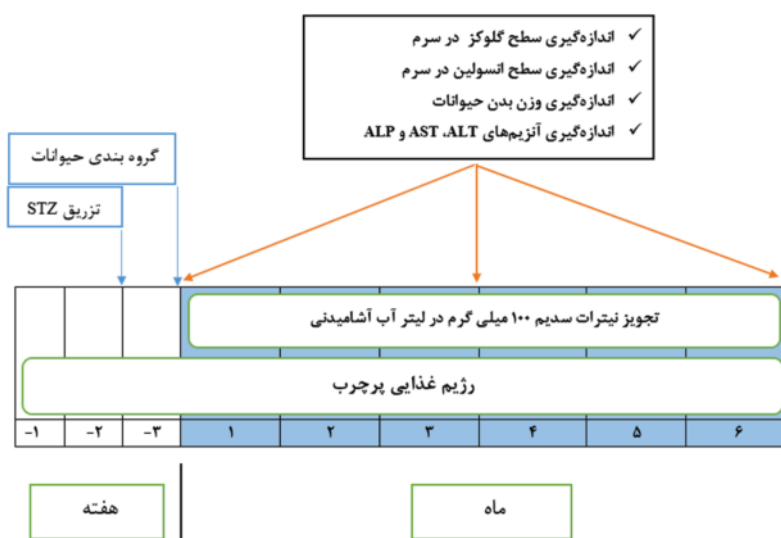 ✓ اندازه‌گیری سطح گلوکز در سرم
✓ اندازه‌گیری سطح انسولین در سرم
✓ اندازه‌گیری وزن بدن حیوانات
✓ اندازه‌گیری آنزیم‌های AST ،ALT و ALP
گروه بندی حیوانات
تزریق STZ
تجویز نیترات سدیم ۱۰۰ میلی گرم در لیتر آب آشامیدنی
رژیم غذایی پرچرب
-۱ -۲ -۳ ۱ ۲ ۳ ۴ ۵ ۶
هفته ماه